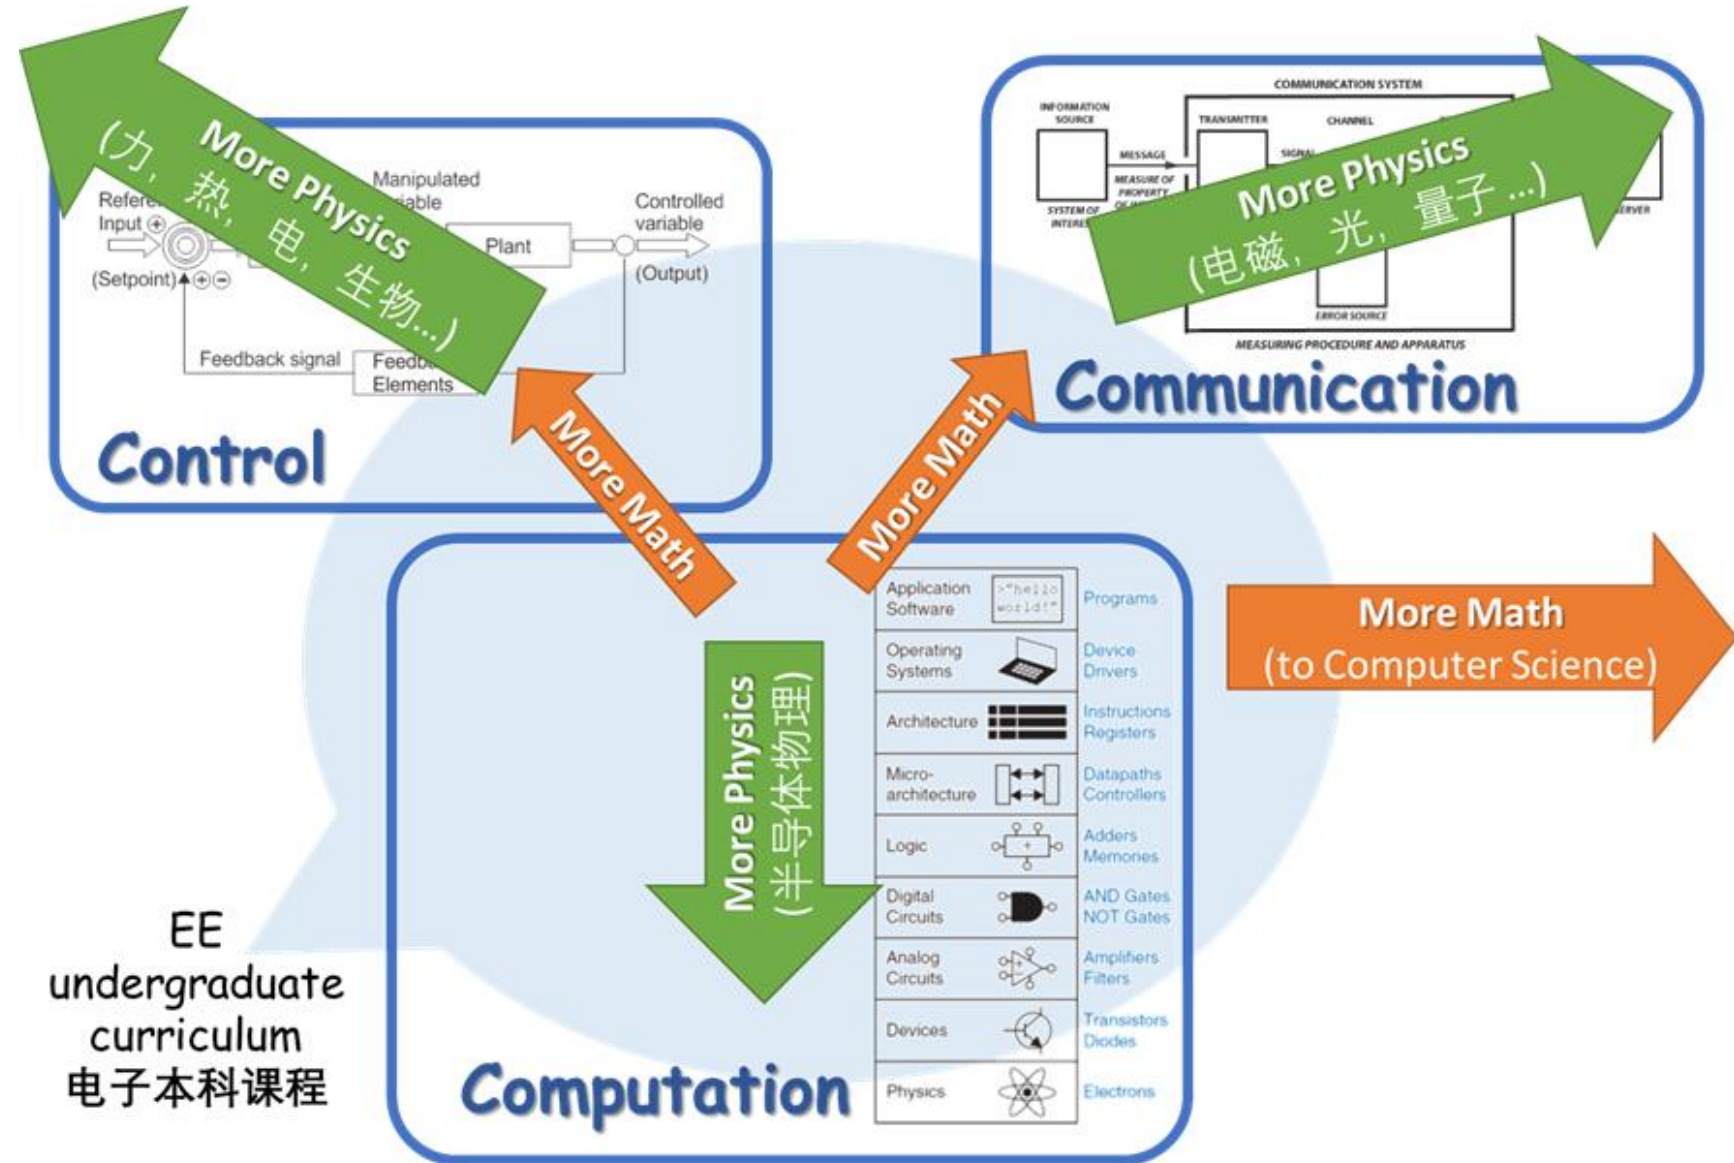 More Physics
(力, 热, 电, 生物...)
Input
(Setpoint)
Manipulated
Plant
Controlled
variable
(Output)
Feedback signal
Elements
Control
COMMUNICATION SYSTEM
INFORMATION
SOURCE
TRANSMITTER
CHANNEL
MESSAGE
MEASURE OF
PROPERTY
SYSTEM OF
ERROR SOURCE
MEASURING PROCEDURE AND APPARATUS
More Physics
(电磁, 光, 量子...)
Communication
More Math
More Math
More Math
(to Computer Science)
More Physics
(半导体物理)
Application
Software
>"hello
world!"
Programs
Operating
Systems
Device
Drivers
Architecture
Instructions
Registers
Micro-
architecture
Datapaths
Controllers
Logic
+
Adders
Memories
Digital
Circuits
AND Gates
NOT Gates
Analog
Circuits
Amplifiers
Filters
Devices
Transistors
Diodes
Physics
Electrons
Computation
EE
undergraduate
curriculum
电子本科课程